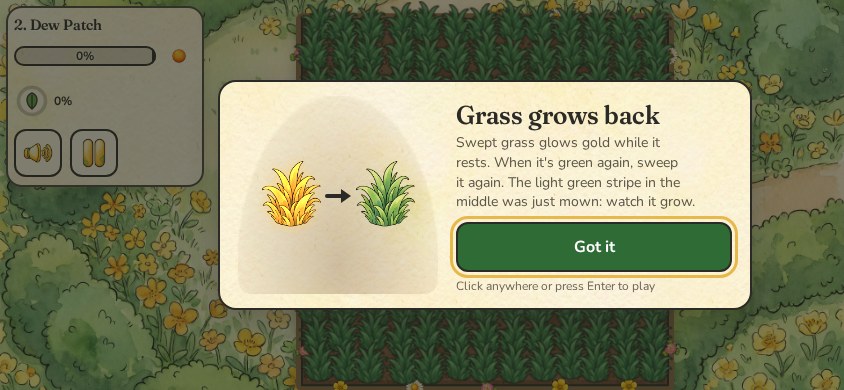 2. Dew Patch
0%
0%
Grass grows back
Swept grass glows gold while it
rests. When it's green again, sweep
it again. The light green stripe in the
middle was just mown: watch it grow.
Got it
Click anywhere or press Enter to play